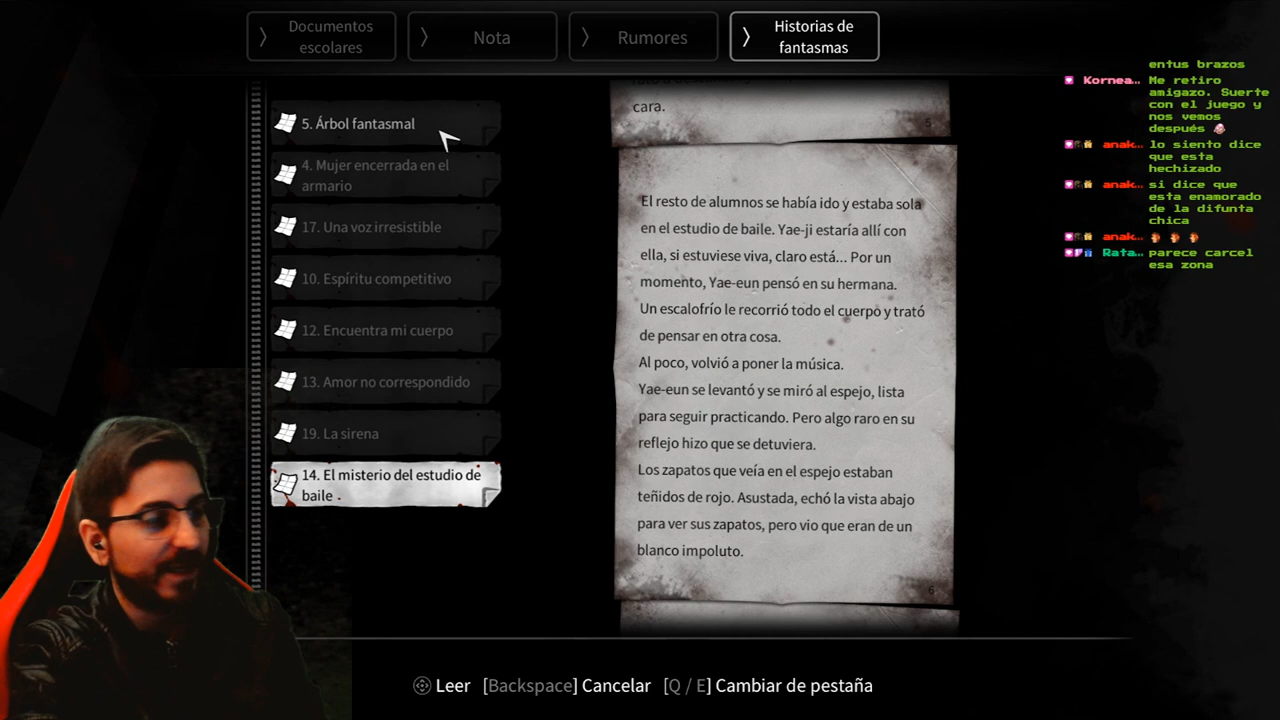 Documentos
escolares
Nota
Rumores
Historias de
fantasmas
5. Árbol fantasmal
4. Mujer encerrada en el
armario
17. Una voz irresistible
10. Espíritu competitivo
12. Encuentra mi cuerpo
13. Amor no correspondido
19. La sirena
14. El misterio del estudio de
baile
cara.
5
El resto de alumnos se había ido y estaba sola
en el estudio de baile. Yae-ji estaría allí con
ella, si estuviese viva, claro está... Por un
momento, Yae-eun pensó en su hermana.
Un escalofrío le recorrió todo el cuerpo y trató
de pensar en otra cosa.
Al poco, volvió a poner la música.
Yae-eun se levantó y se miró al espejo, lista
para seguir practicando. Pero algo raro en su
reflejo hizo que se detuviera.
Los zapatos que veía en el espejo estaban
teñidos de rojo. Asustada, echó la vista abajo
para ver sus zapatos, pero vio que eran de un
blanco impoluto.
6
entus brazos
Kornea... Me retiro
amigazo. Suerte
con el juego y
nos vemos
después
anak... lo siento dice
que esta
hechizado
anak... si dice que
esta enamorado
de la difunta
chica
anak...
Rata... parece carcel
esa zona
Leer [Backspace] Cancelar [Q / E] Cambiar de pestaña